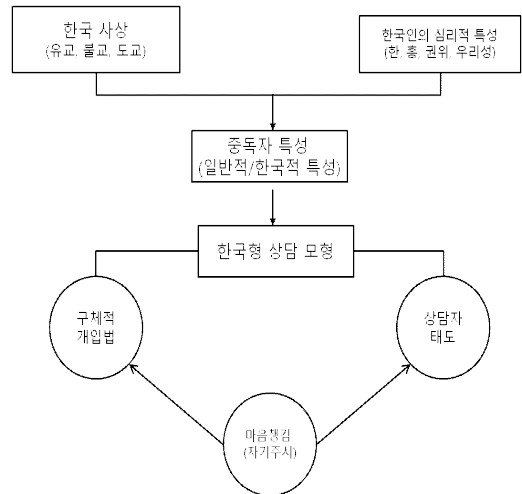 한국 사상
(유교, 불교, 도교)
한국인의 심리적 특성
(한, 흥, 권위, 우리성)
중독자 특성
(일반적/한국적 특성)
한국형 상담 모형
구체적
개입법
상담자
태도
마음챙김
(자기주시)